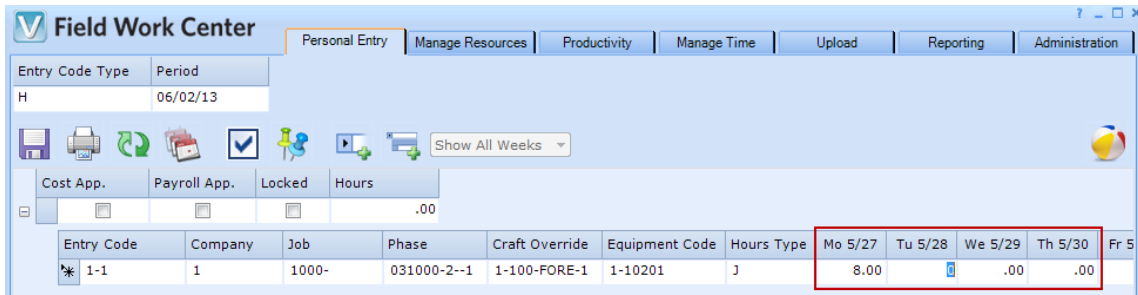 V Field Work Center
? _ □ ×
Personal Entry Manage Resources Productivity Manage Time Upload Reporting Administration
Entry Code Type Period
H 06/02/13
Show All Weeks
Cost App. Payroll App. Locked Hours
.00
Entry Code Company Job Phase Craft Override Equipment Code Hours Type Mo 5/27 Tu 5/28 We 5/29 Th 5/30 Fr 5
1-1 1 1000- 031000-2--1 1-100-FORE-1 1-10201 J 8.00 0 .00 .00